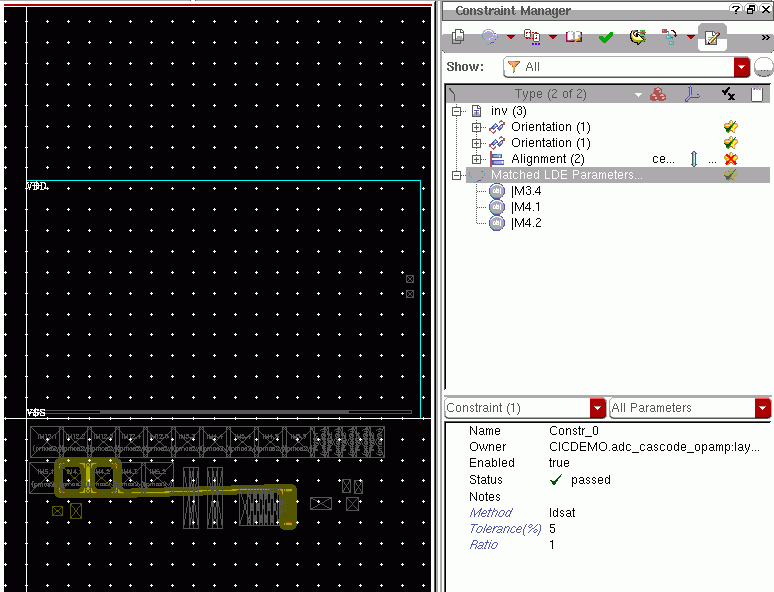 Constraint Manager
Show: All
Type (2 of 2)
inv (3)
Orientation (1)
Orientation (1)
Alignment (2) ce... ...
Matched LDE Parameters...
|M3.4
|M4.1
|M4.2
VSS
Constraint (1) All Parameters
Name Constr_0
Owner CICDEMO.adc_cascode_opamp:lay...
Enabled true
Status passed
Notes
Method Idsat
Tolerance(%) 5
Ratio 1